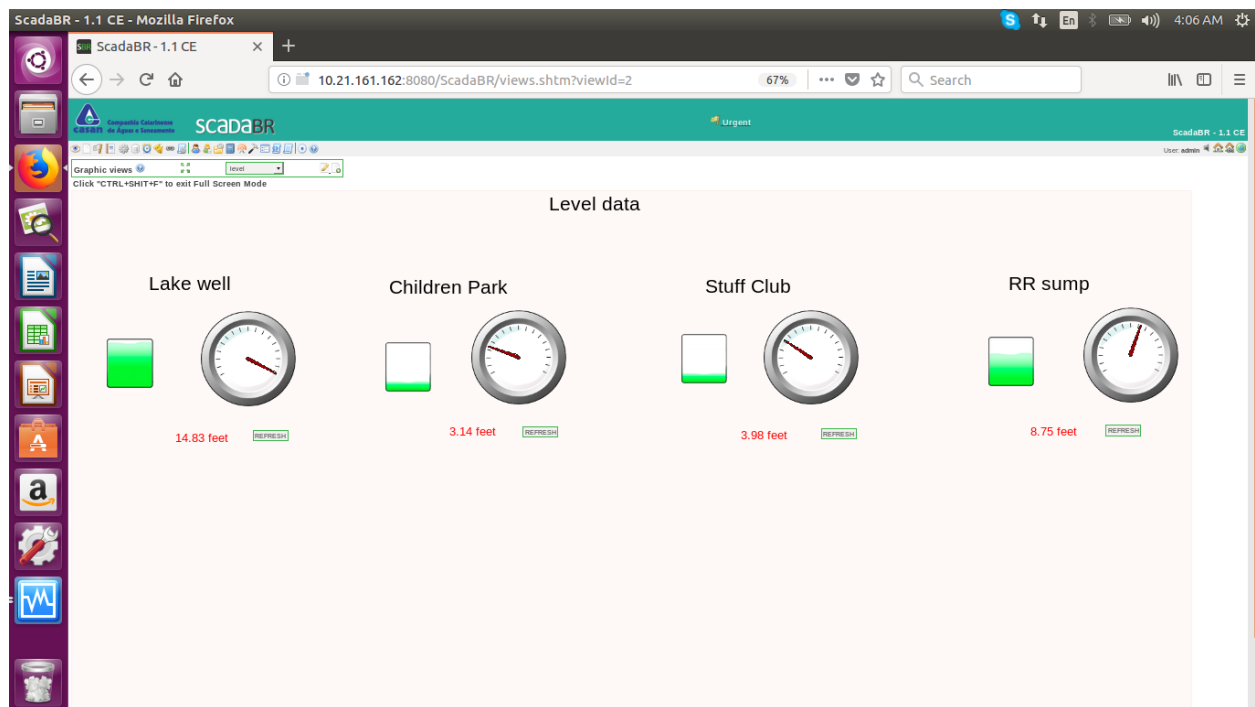 ScadaBR - 1.1 CE - Mozilla Firefox
En
4:06 AM
ScadaBR - 1.1 CE
10.21.161.162:8080/ScadaBR/views.shtm?viewId=2
67%
Search
casan
Companhia Catarinense
de Águas e Saneamento
SCADABR
Urgent
ScadaBR - 1.1 CE
User: admin
Graphic views
level
Click "CTRL+SHIT+F" to exit Full Screen Mode
Level data
Lake well
Children Park
Stuff Club
RR sump
14.83 feet
REFRESH
3.14 feet
REFRESH
3.98 feet
REFRESH
8.75 feet
REFRESH